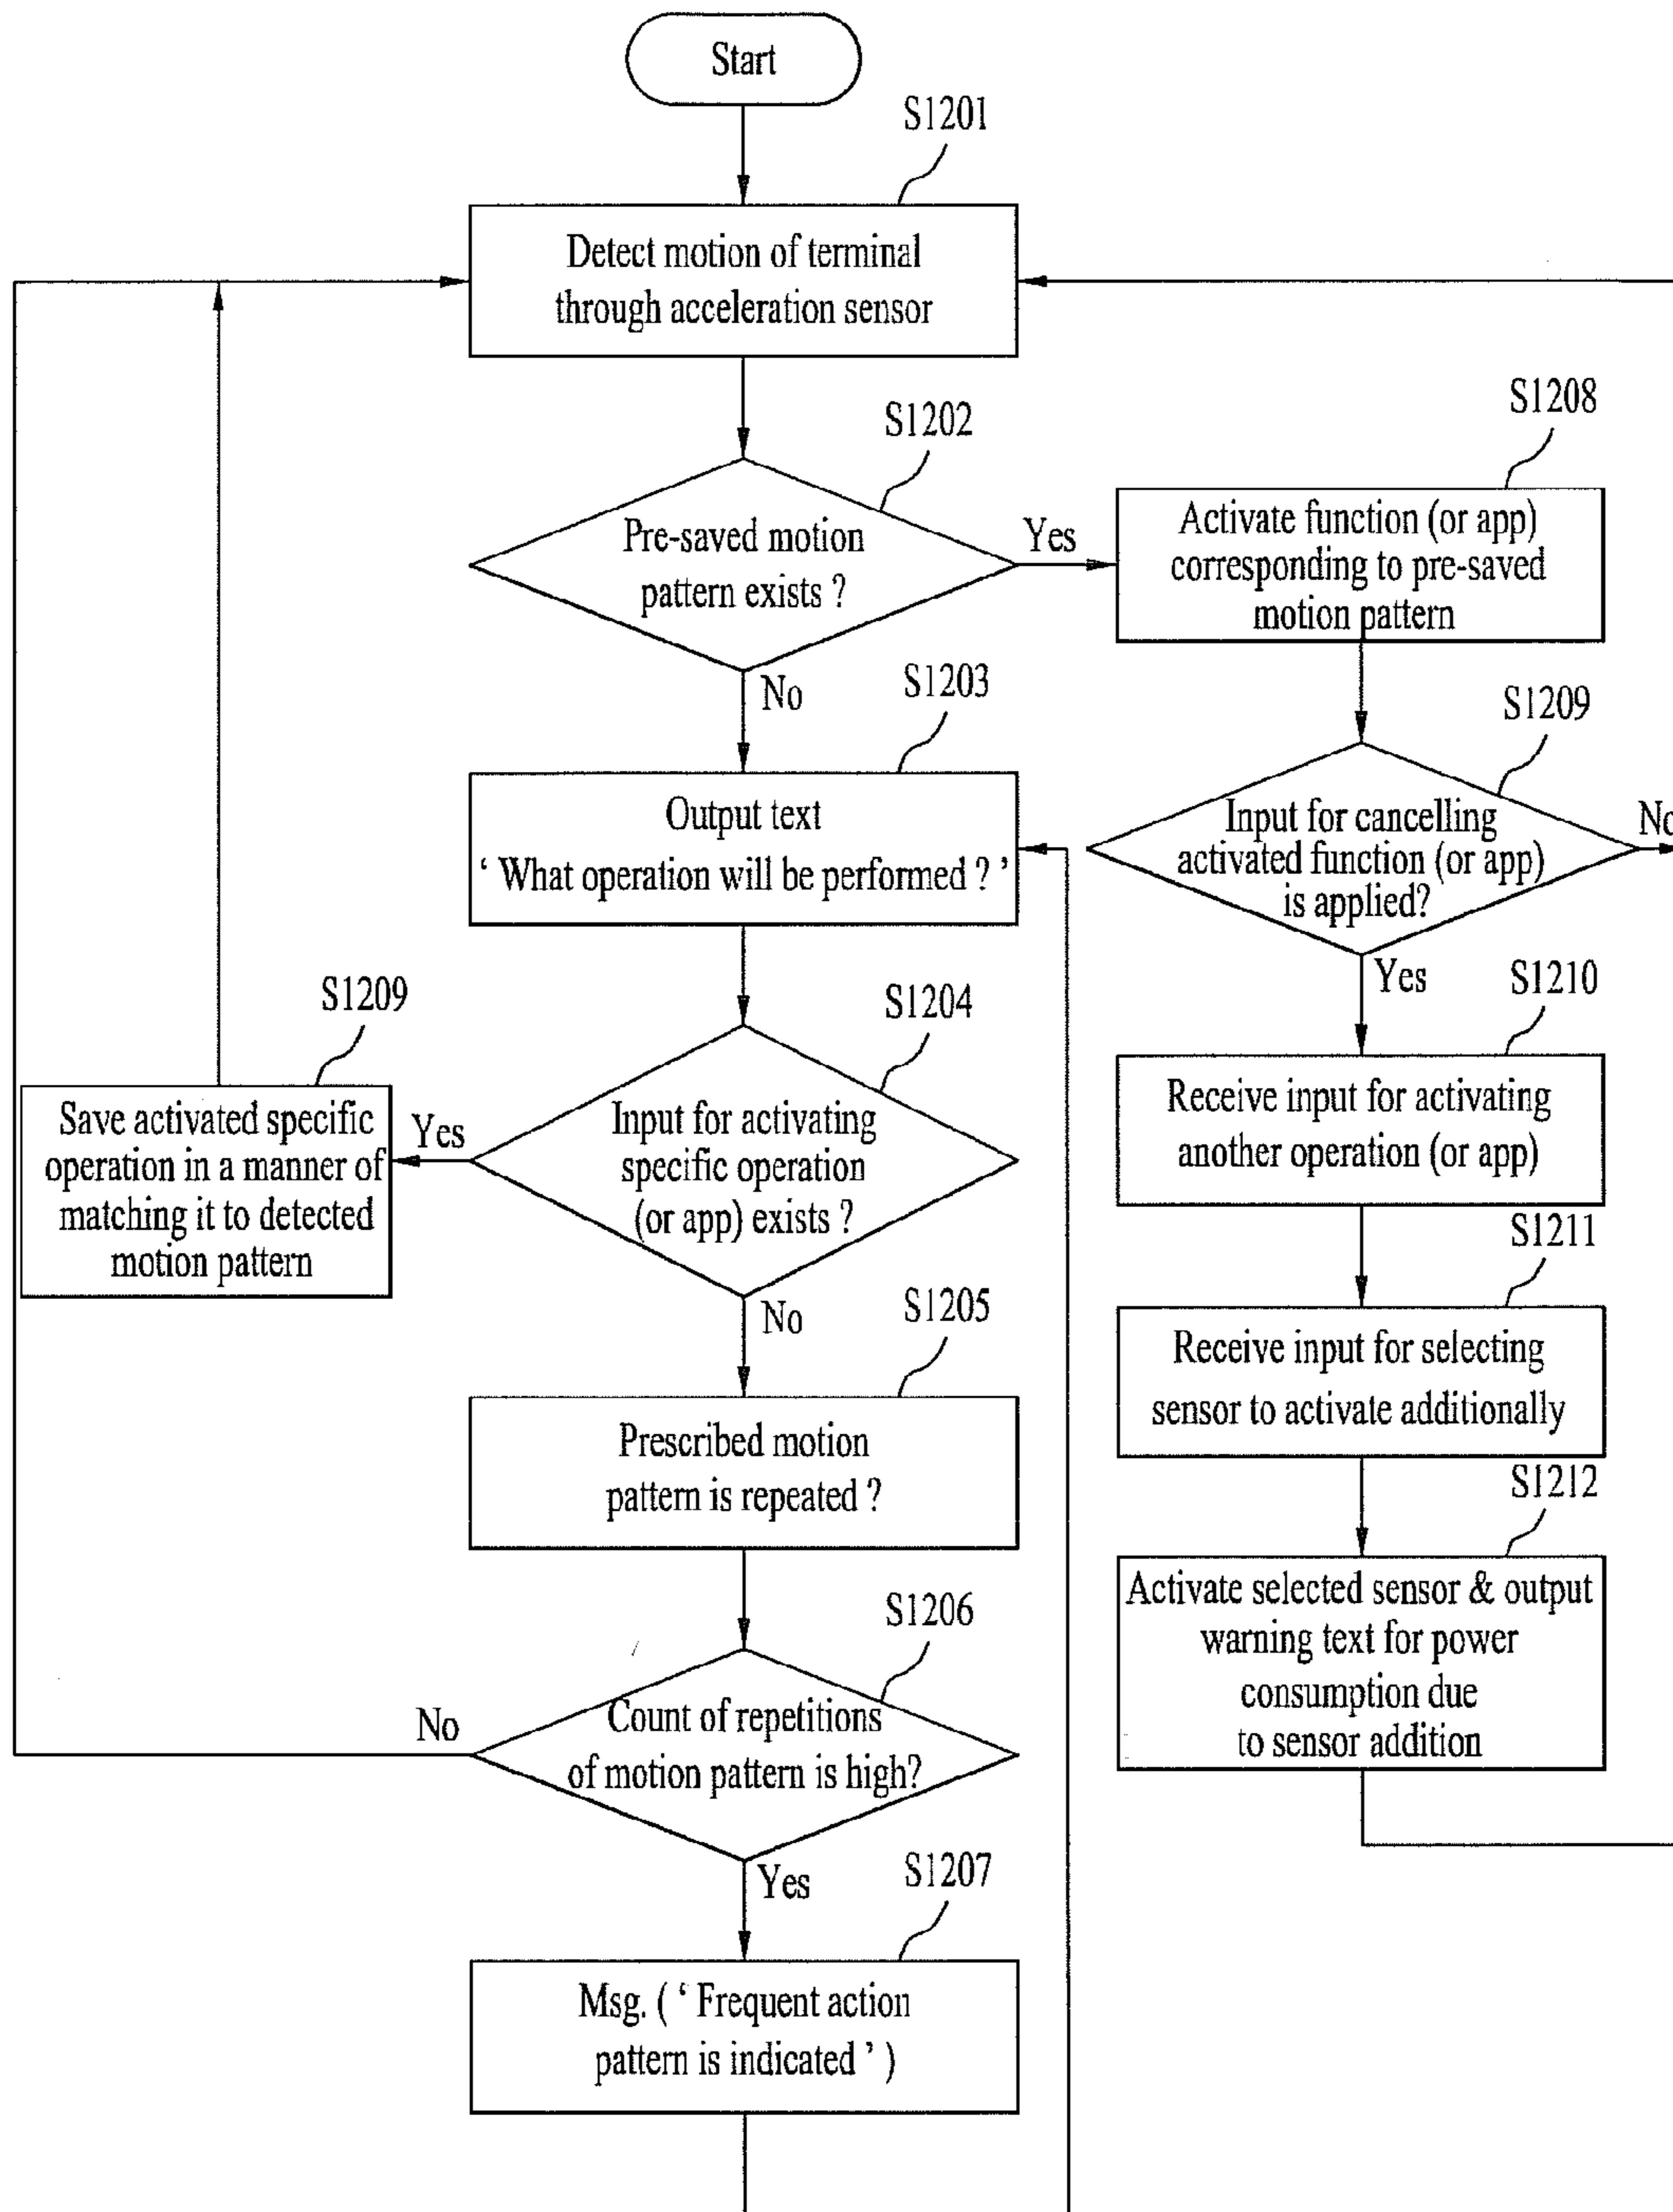 Start
S1201
Detect motion of terminal
through acceleration sensor
S1202
Pre-saved motion
pattern exists ?
Yes
No
S1208
Activate function (or app)
corresponding to pre-saved
motion pattern
S1203
Output text
‘ What operation will be performed ? ’
S1209
Input for cancelling
activated function (or app)
is applied?
No
Yes
S1209
Save activated specific
operation in a manner of
matching it to detected
motion pattern
Yes
S1204
Input for activating
specific operation
(or app) exists ?
No
S1210
Receive input for activating
another operation (or app)
S1211
Receive input for selecting
sensor to activate additionally
S1205
Prescribed motion
pattern is repeated ?
S1212
Activate selected sensor & output
warning text for power
consumption due
to sensor addition
S1206
Count of repetitions
of motion pattern is high?
No
Yes
S1207
Msg. ( ‘ Frequent action
pattern is indicated ’ )